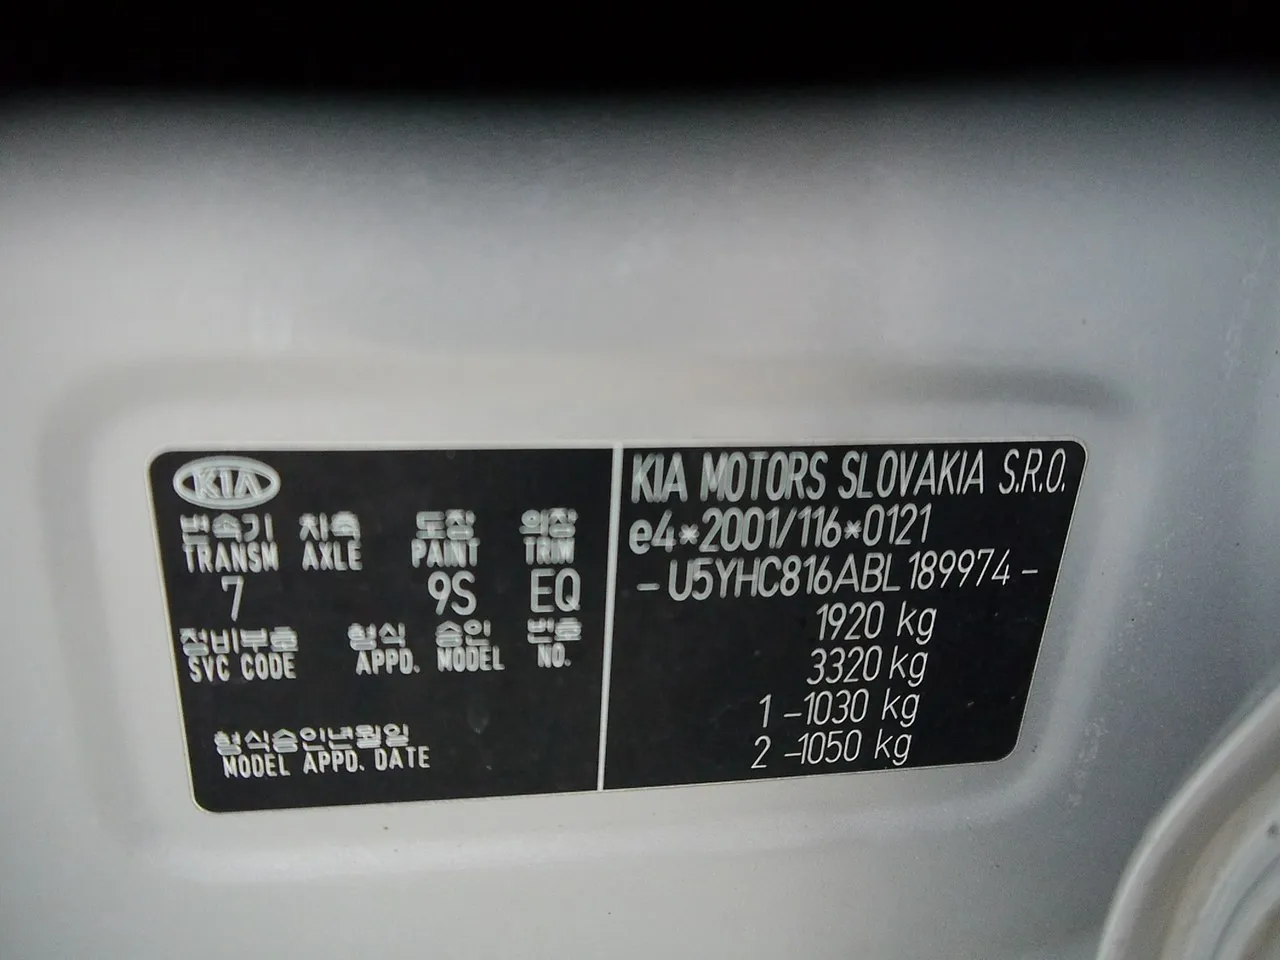 KIA
변속기 차축 도장 의장
TRANSM AXLE PAINT TRIM
7 9S EQ
정비부호 형식 승인 번호
SVC CODE APPD. MODEL NO.
형식승인년월일
MODEL APPD. DATE
KIA MOTORS SLOVAKIA S.R.O.
e4*2001/116*0121
- U5YHC816ABL189974 -
1920 kg
3320 kg
1 -1030 kg
2 -1050 kg